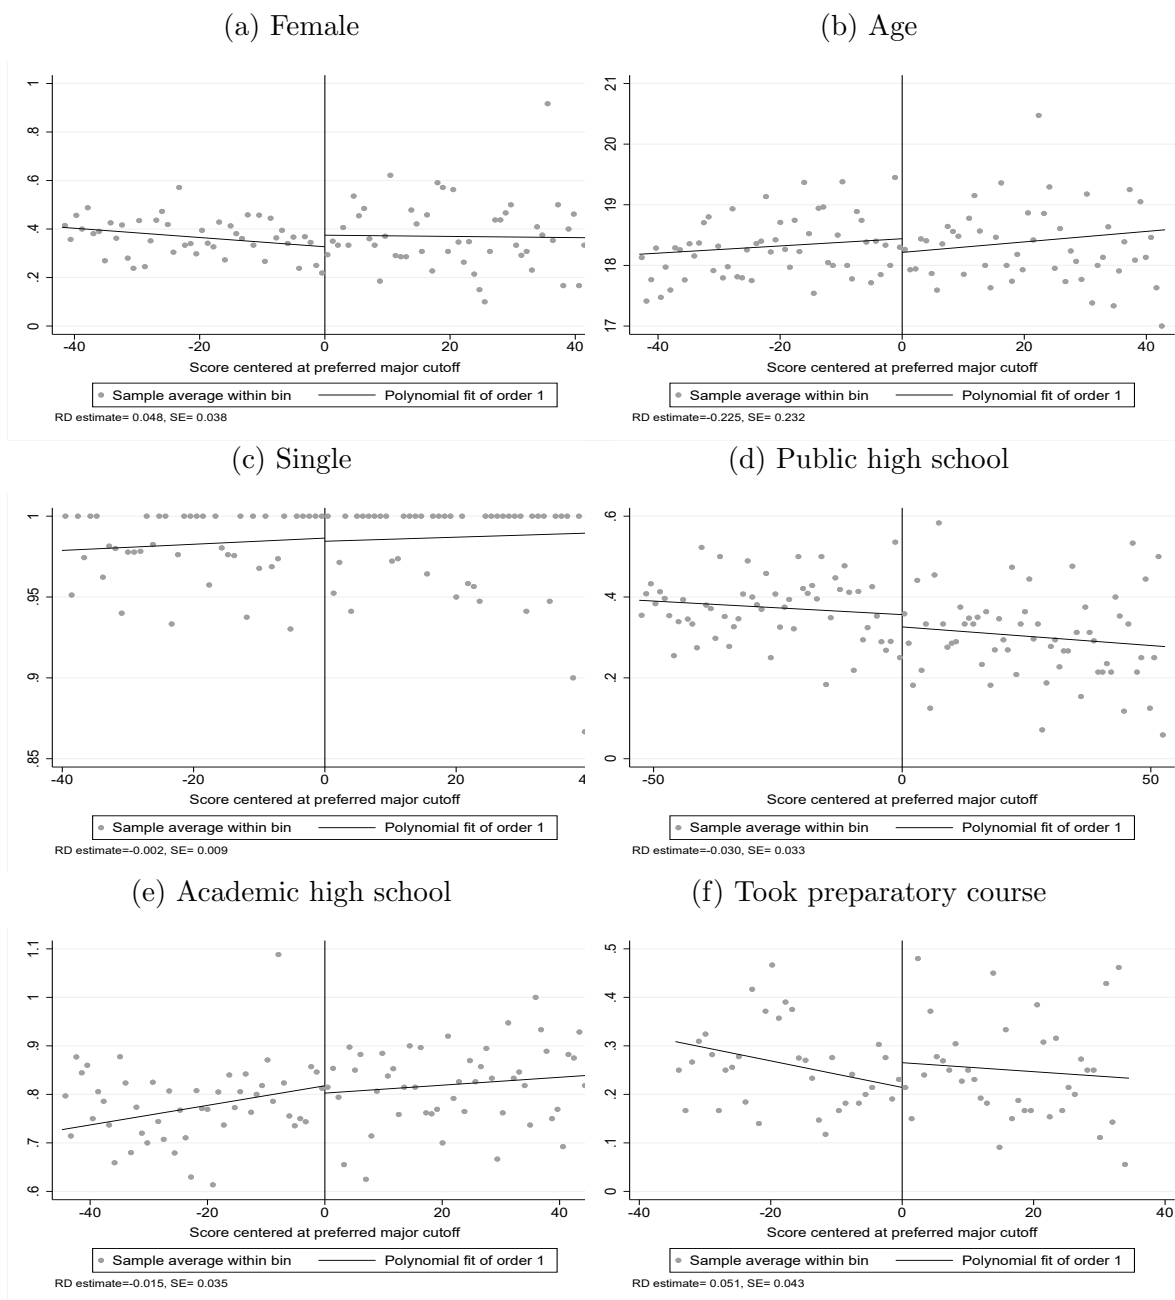 (a) Female
1
.8
.6
.4
.2
0
-40 -20 0 20 40
Score centered at preferred major cutoff
Sample average within bin Polynomial fit of order 1
RD estimate= 0.048, SE= 0.038
(b) Age
21
20
19
18
17
-40 -20 0 20 40
Score centered at preferred major cutoff
Sample average within bin Polynomial fit of order 1
RD estimate=-0.225, SE= 0.232
(c) Single
1
.95
.9
.85
-40 -20 0 20 4
Score centered at preferred major cutoff
Sample average within bin Polynomial fit of order 1
RD estimate=-0.002, SE= 0.009
(d) Public high school
.6
.4
.2
0
-50 0 50
Score centered at preferred major cutoff
Sample average within bin Polynomial fit of order 1
RD estimate=-0.030, SE= 0.033
(e) Academic high school
1.1
1
.9
.8
.7
.6
-40 -20 0 20 40
Score centered at preferred major cutoff
Sample average within bin Polynomial fit of order 1
RD estimate=-0.015, SE= 0.035
(f) Took preparatory course
.5
.4
.3
.2
.1
0
-40 -20 0 20 40
Score centered at preferred major cutoff
Sample average within bin Polynomial fit of order 1
RD estimate= 0.051, SE= 0.043